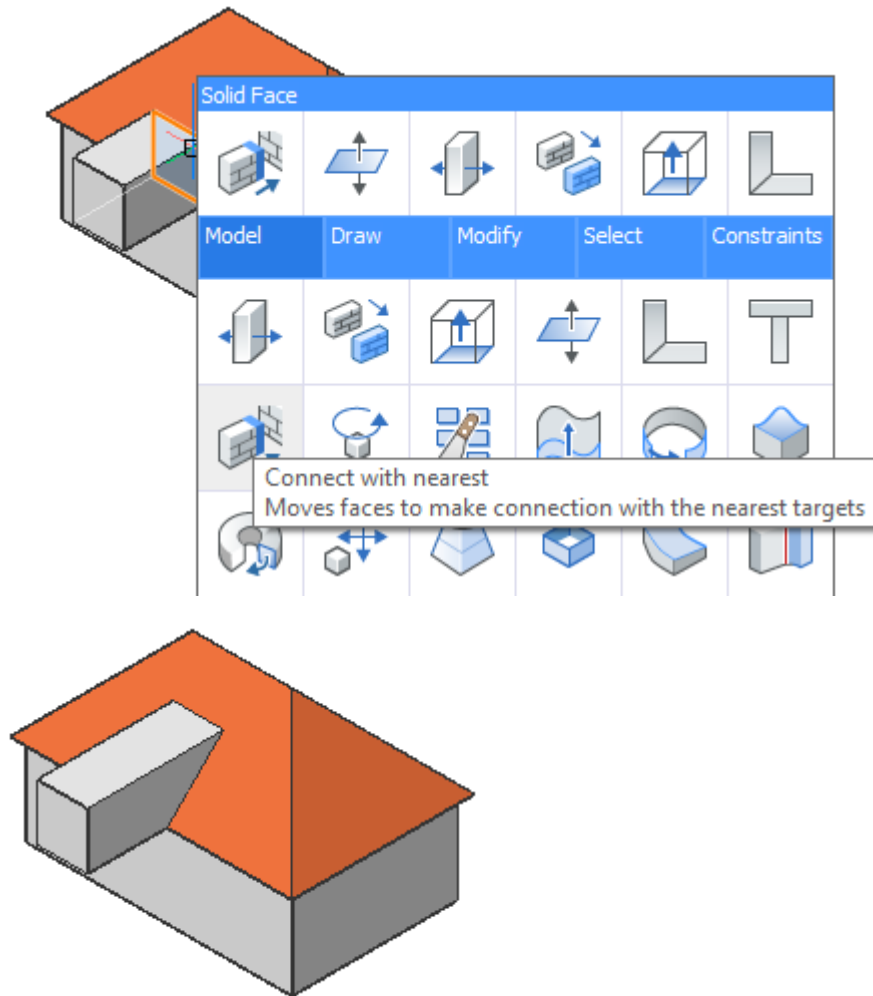 Solid Face
Model Draw Modify Select Constraints
Connect with nearest
Moves faces to make connection with the nearest targets